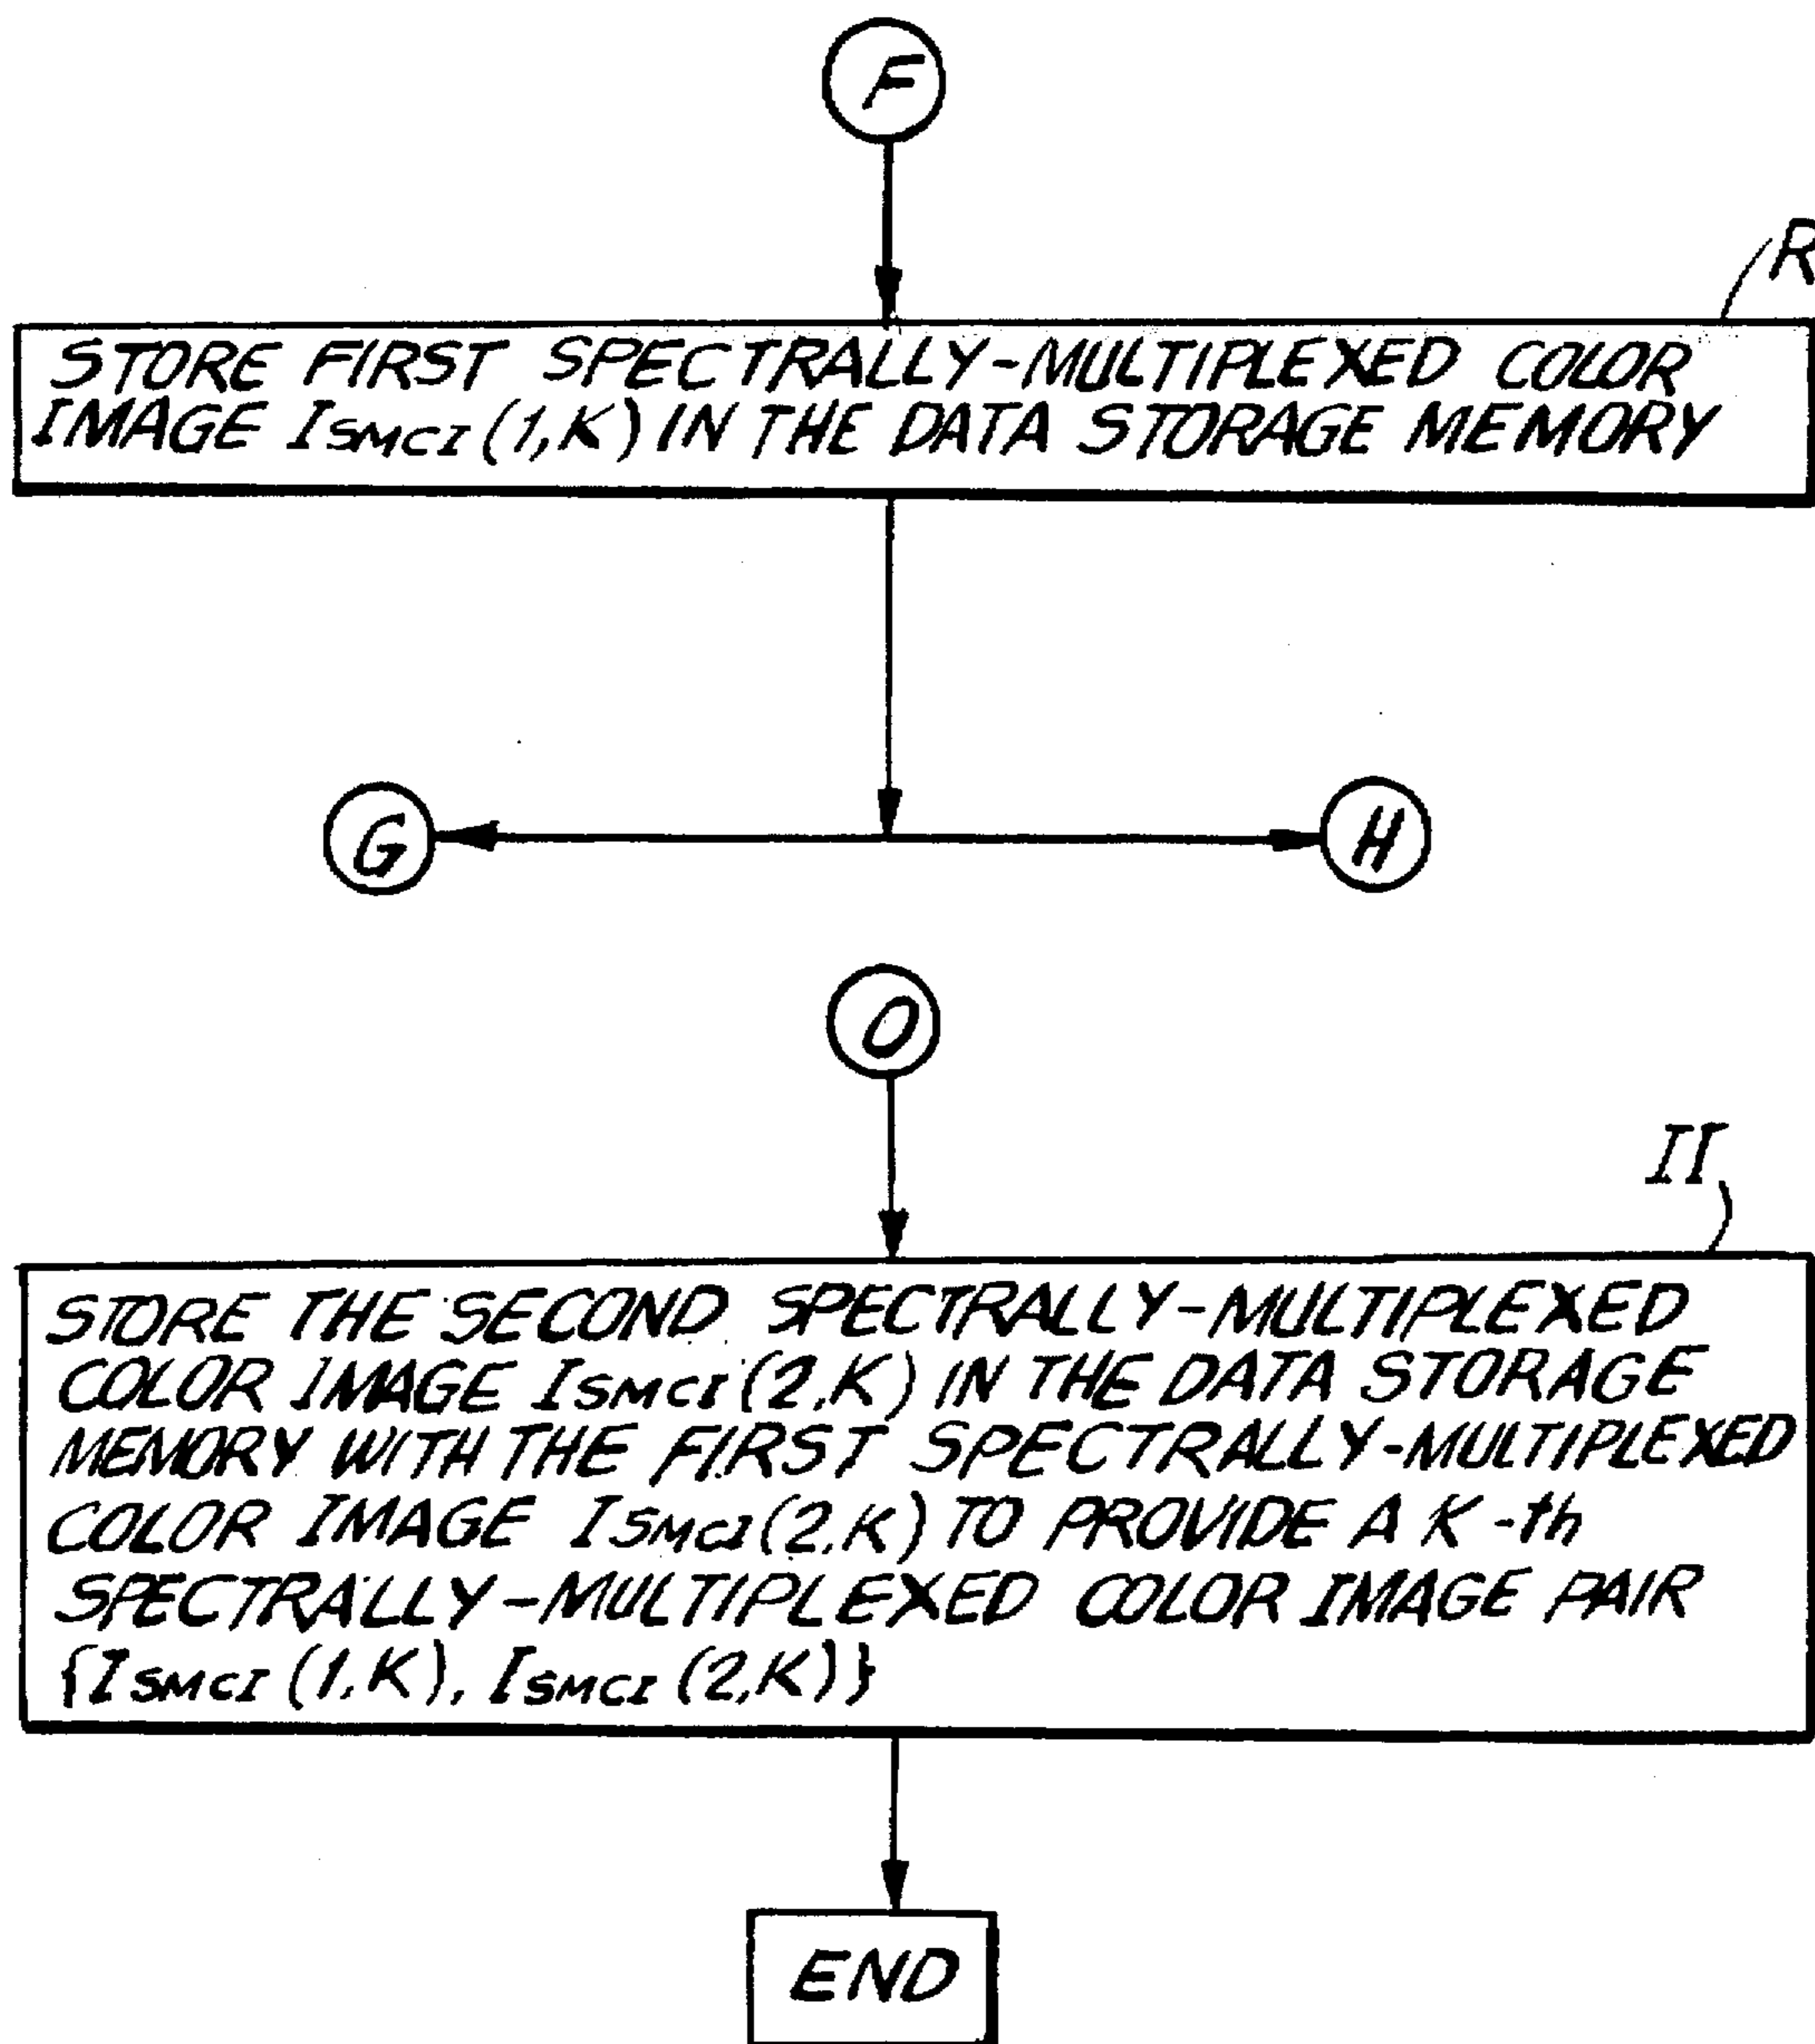 F
R
STORE FIRST SPECTRALLY-MULTIPLEXED COLOR
IMAGE ISMCI (1,K) IN THE DATA STORAGE MEMORY
G
H
O
II
STORE THE SECOND SPECTRALLY-MULTIPLEXED
COLOR IMAGE ISMCI (2,K) IN THE DATA STORAGE
MEMORY WITH THE FIRST SPECTRALLY-MULTIPLEXED
COLOR IMAGE ISMCI (2,K) TO PROVIDE A K-th
SPECTRALLY-MULTIPLEXED COLOR IMAGE PAIR
{ISMCI (1,K), ISMCI (2,K)}
END